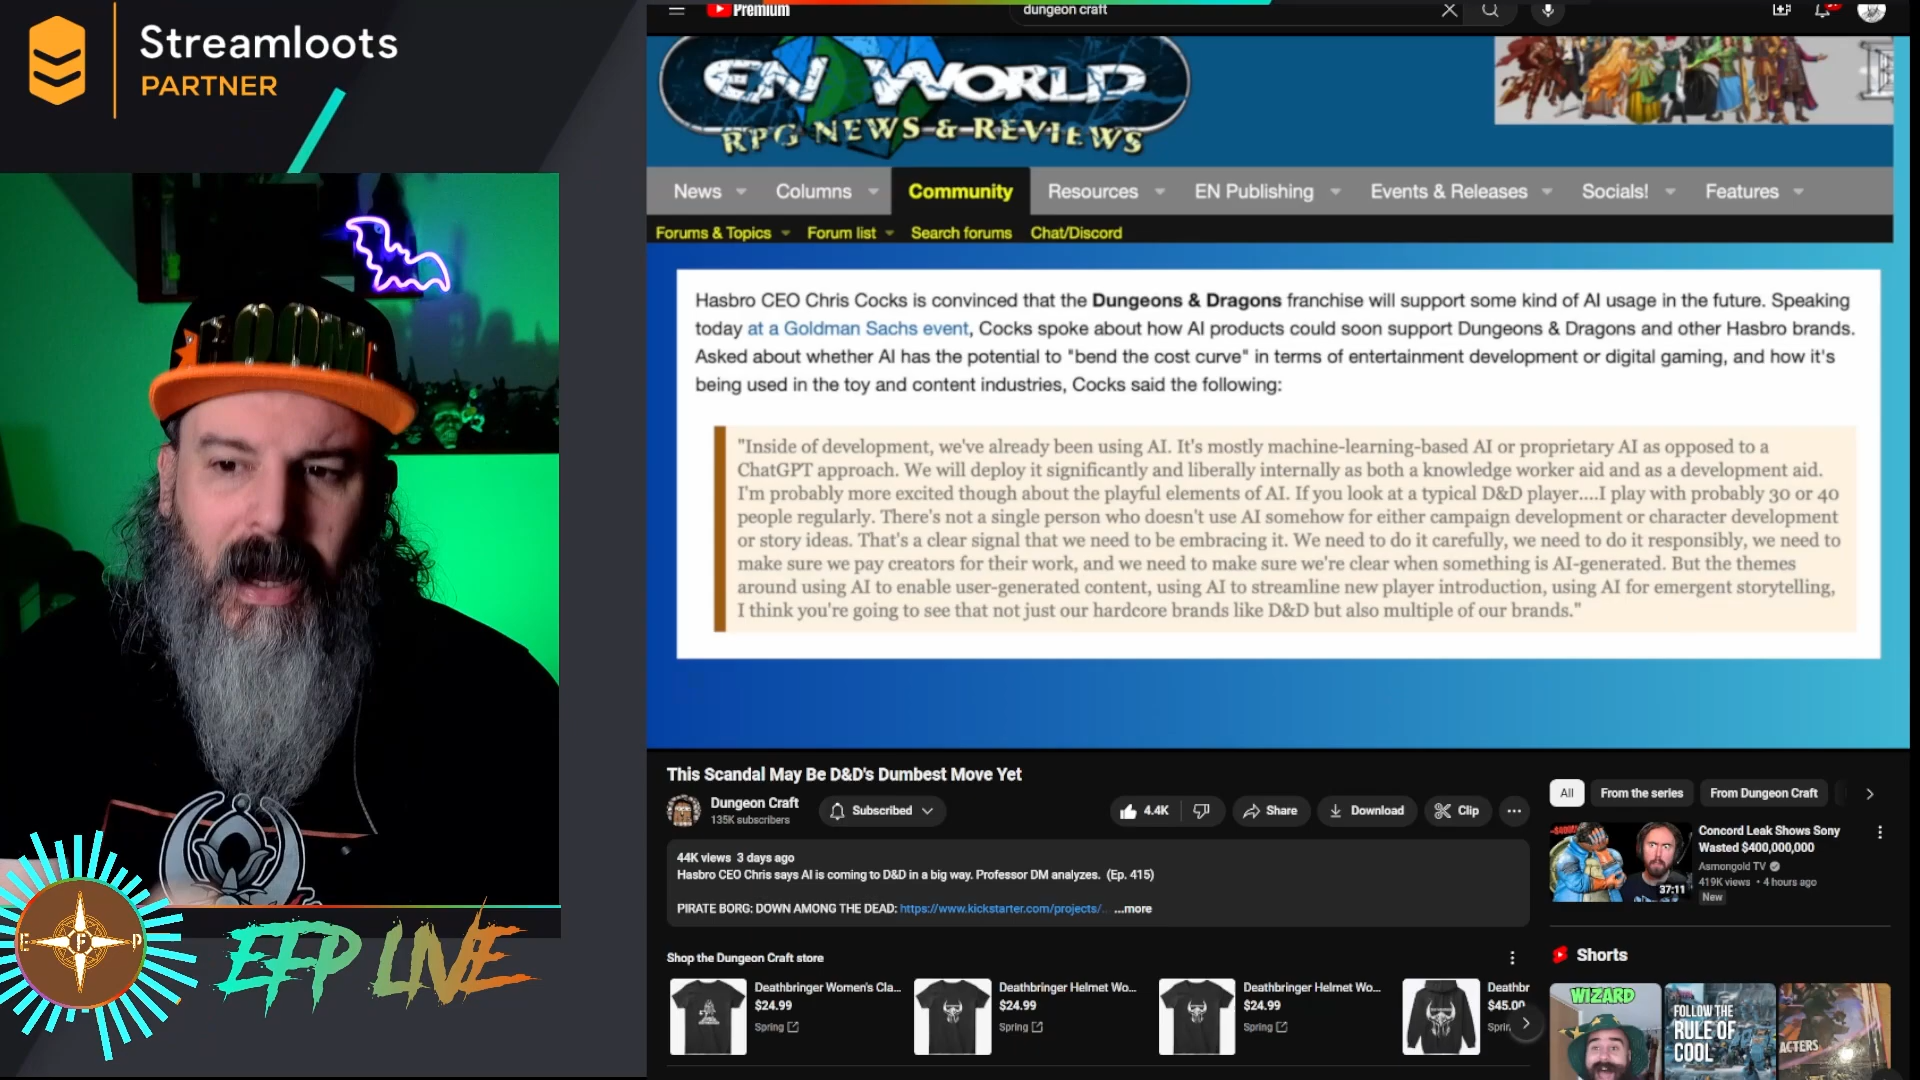 Streamloots
PARTNER
Premium
dungeon craft
EN WORLD
RPG NEWS & REVIEWS
News
Columns
Community
Resources
EN Publishing
Events & Releases
Socials!
Features
Forums & Topics
Forum list
Search forums
Chat/Discord
Hasbro CEO Chris Cocks is convinced that the Dungeons & Dragons franchise will support some kind of AI usage in the future. Speaking
today at a Goldman Sachs event, Cocks spoke about how AI products could soon support Dungeons & Dragons and other Hasbro brands.
Asked about whether AI has the potential to "bend the cost curve" in terms of entertainment development or digital gaming, and how it's
being used in the toy and content industries, Cocks said the following:
"Inside of development, we've already been using AI. It's mostly machine-learning-based AI or proprietary AI as opposed to a
ChatGPT approach. We will deploy it significantly and liberally internally as both a knowledge worker aid and as a development aid.
I'm probably more excited though about the playful elements of AI. If you look at a typical D&D player....I play with probably 30 or 40
people regularly. There's not a single person who doesn't use AI somehow for either campaign development or character development
or story ideas. That's a clear signal that we need to be embracing it. We need to do it carefully, we need to do it responsibly, we need to
make sure we pay creators for their work, and we need to make sure we're clear when something is AI-generated. But the themes
around using AI to enable user-generated content, using AI to streamline new player introduction, using AI for emergent storytelling,
I think you're going to see that not just our hardcore brands like D&D but also multiple of our brands."
This Scandal May Be D&D's Dumbest Move Yet
Dungeon Craft
135K subscribers
Subscribed
4.4K
Share
Download
Clip
44K views 3 days ago
Hasbro CEO Chris says AI is coming to D&D in a big way. Professor DM analyzes. (Ep. 415)
PIRATE BORG: DOWN AMONG THE DEAD: https://www.kickstarter.com/projects/... ...more
Shop the Dungeon Craft store
Deathbringer Women's Cla...
$24.99
Spring
Deathbringer Helmet Wo...
$24.99
Spring
Deathbringer Helmet Wo...
$24.99
Spring
Deathbr
$45.00
Sprin
All
From the series
From Dungeon Craft
Concord Leak Shows Sony
Wasted $400,000,000
Asmongold TV
419K views • 4 hours ago
New
37:11
Shorts
WIZARD
FOLLOW THE
RULE OF
COOL
ACTERS
E F P
EFP LIVE